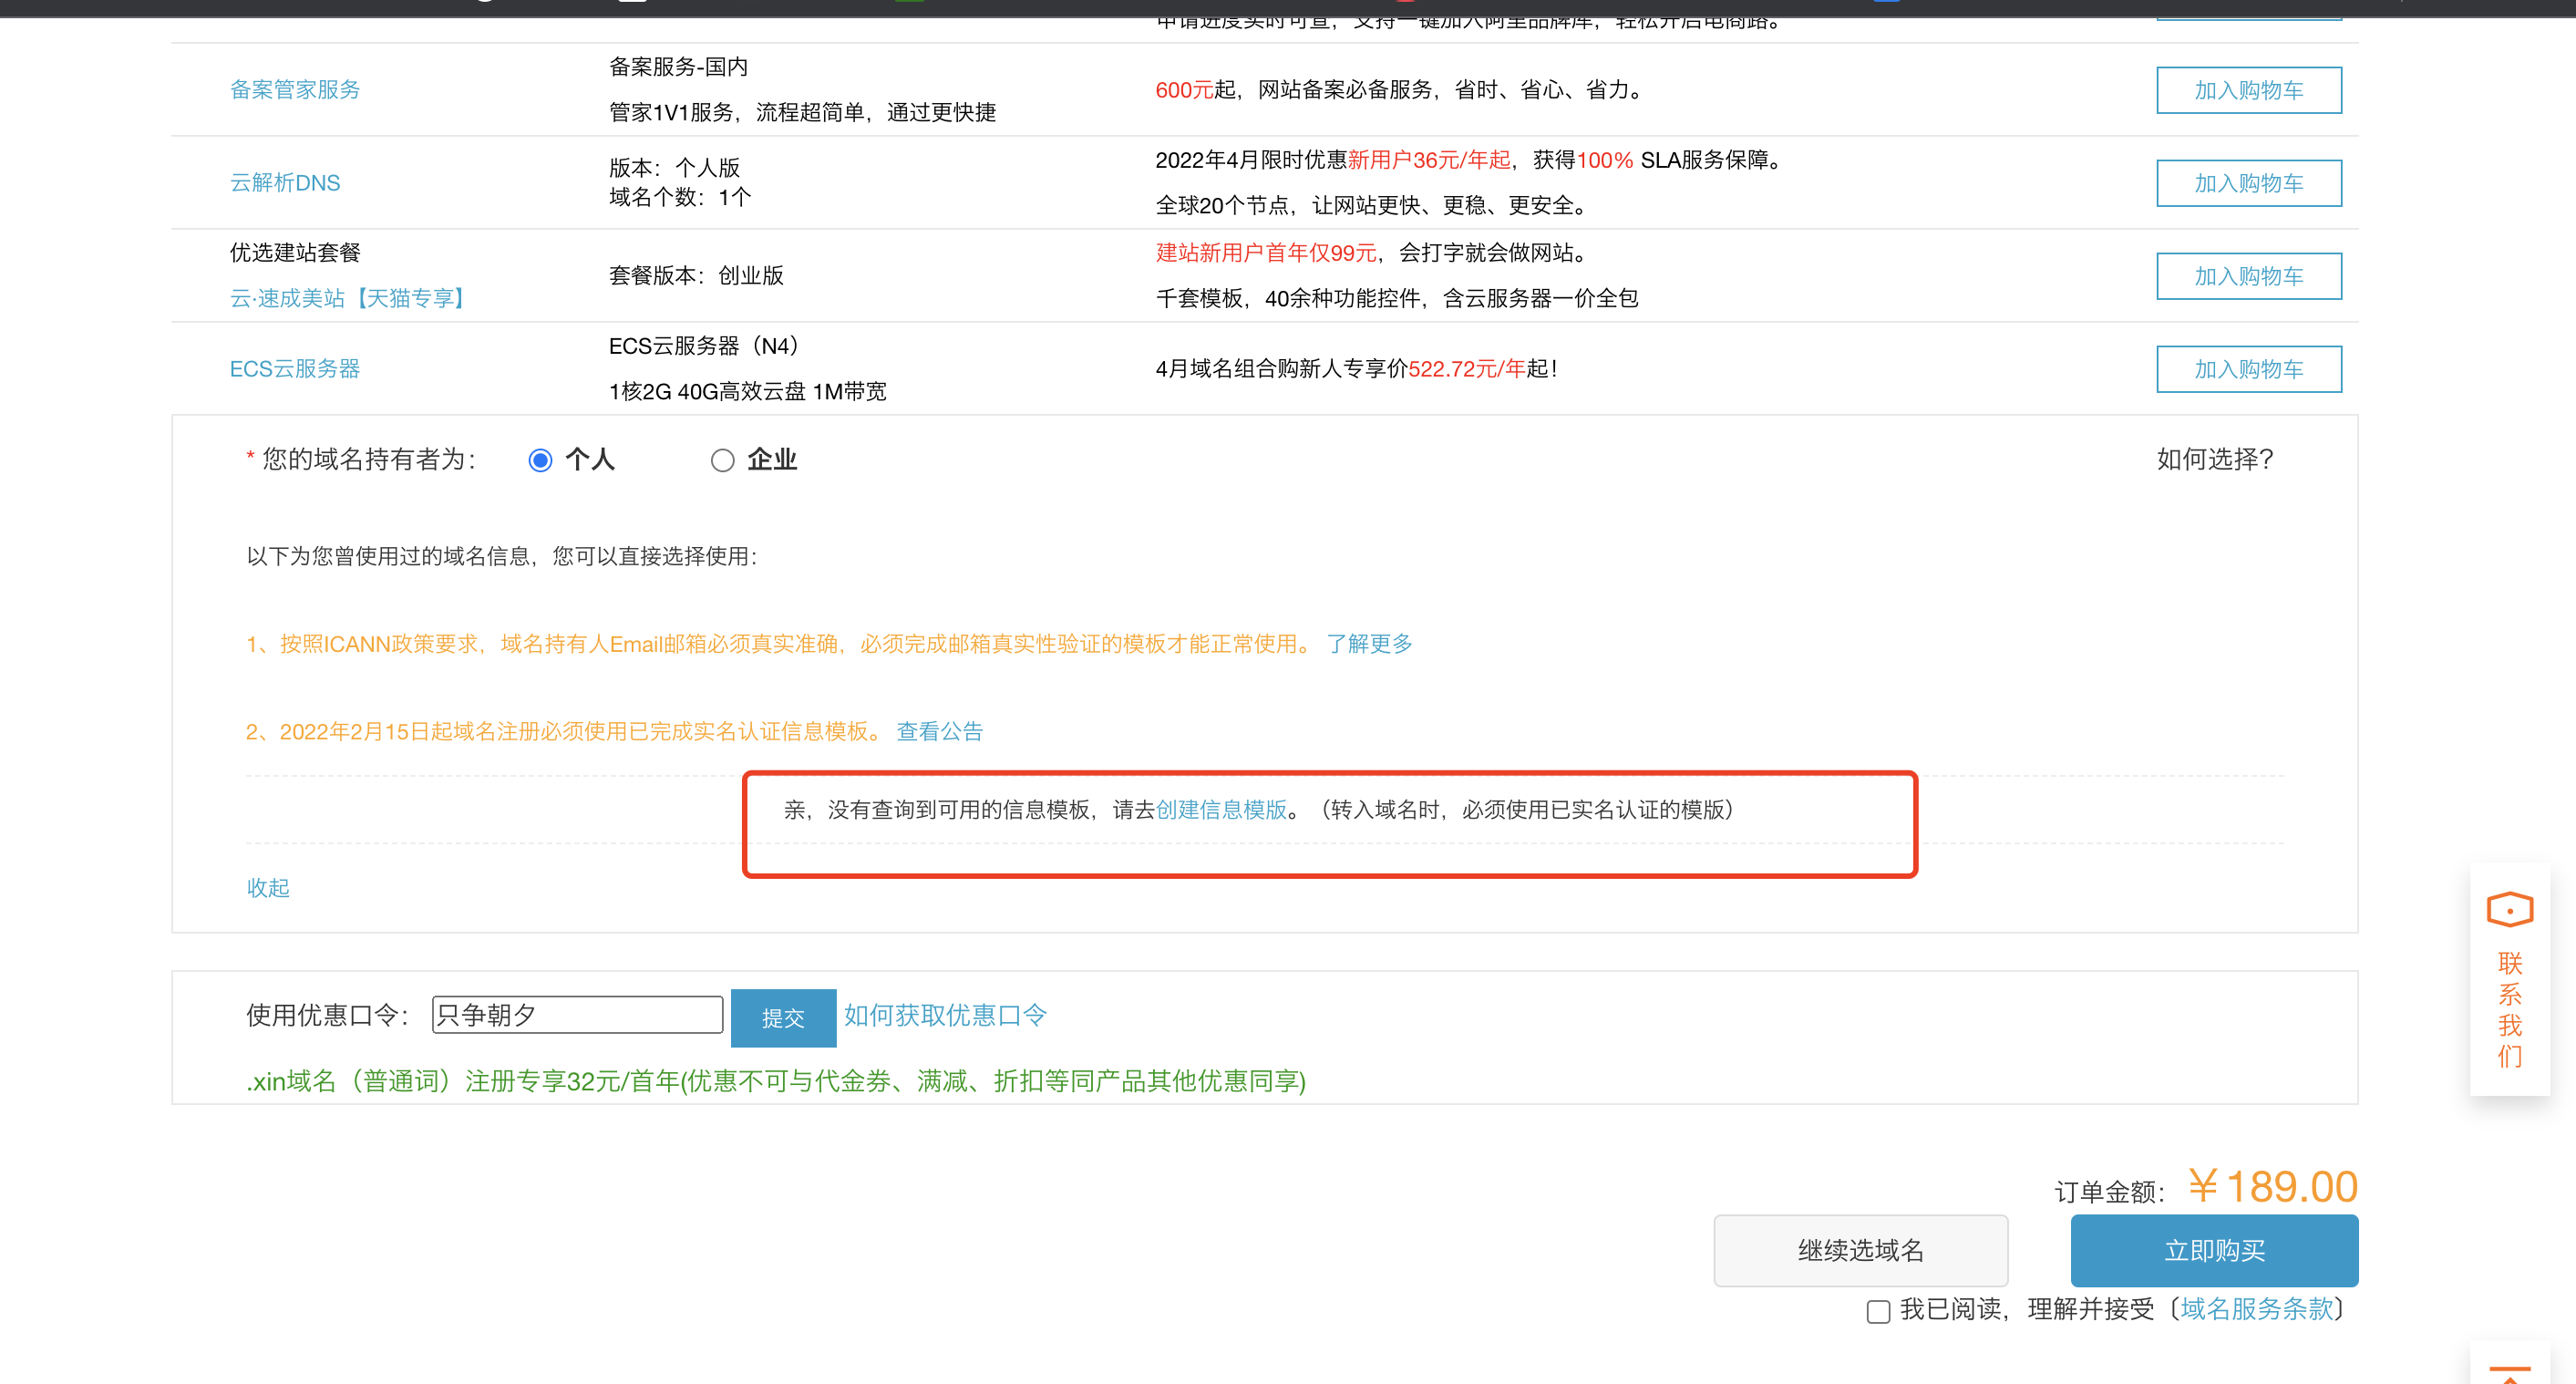 申请进度实时可查，支持一键加入阿里品牌库，轻松开启电商路。
备案管家服务
备案服务-国内
管家1V1服务，流程超简单，通过更快捷
600元起，网站备案必备服务，省时、省心、省力。
加入购物车
云解析DNS
版本：个人版
域名个数：1个
2022年4月限时优惠新用户36元/年起，获得100% SLA服务保障。
全球20个节点，让网站更快、更稳、更安全。
加入购物车
优选建站套餐
云·速成美站【天猫专享】
套餐版本：创业版
建站新用户首年仅99元，会打字就会做网站。
千套模板，40余种功能控件，含云服务器一价全包
加入购物车
ECS云服务器
ECS云服务器（N4）
1核2G 40G高效云盘 1M带宽
4月域名组合购新人专享价522.72元/年起！
加入购物车
* 您的域名持有者为： 个人 企业 如何选择?
以下为您曾使用过的域名信息，您可以直接选择使用：
1、按照ICANN政策要求，域名持有人Email邮箱必须真实准确，必须完成邮箱真实性验证的模板才能正常使用。 了解更多
2、2022年2月15日起域名注册必须使用已完成实名认证信息模板。 查看公告
亲，没有查询到可用的信息模板，请去创建信息模版。（转入域名时，必须使用已实名认证的模版）
收起
使用优惠口令： 只争朝夕 提交 如何获取优惠口令
.xin域名（普通词）注册专享32元/首年(优惠不可与代金券、满减、折扣等同产品其他优惠同享)
订单金额：￥189.00
继续选域名 立即购买
我已阅读，理解并接受〔域名服务条款〕
联
系
我
们